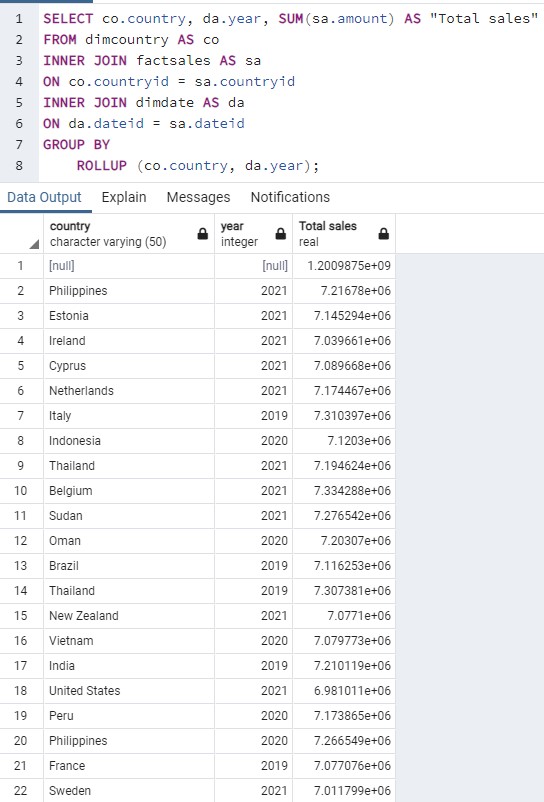 1 SELECT co.country, da.year, SUM(sa.amount) AS "Total sales"
2 FROM dimcountry AS co
3 INNER JOIN factsales AS sa
4 ON co.countryid = sa.countryid
5 INNER JOIN dimdate AS da
6 ON da.dateid = sa.dateid
7 GROUP BY
8 ROLLUP (co.country, da.year);
Data Output Explain Messages Notifications
country year Total sales
character varying (50) integer real
1 [null] [null] 1.2009875e+09
2 Philippines 2021 7.21678e+06
3 Estonia 2021 7.145294e+06
4 Ireland 2021 7.039661e+06
5 Cyprus 2021 7.089668e+06
6 Netherlands 2021 7.174467e+06
7 Italy 2019 7.310397e+06
8 Indonesia 2020 7.1203e+06
9 Thailand 2021 7.194624e+06
10 Belgium 2021 7.334288e+06
11 Sudan 2021 7.276542e+06
12 Oman 2020 7.20307e+06
13 Brazil 2019 7.116253e+06
14 Thailand 2019 7.307381e+06
15 New Zealand 2021 7.0771e+06
16 Vietnam 2020 7.079773e+06
17 India 2019 7.210119e+06
18 United States 2021 6.981011e+06
19 Peru 2020 7.173865e+06
20 Philippines 2020 7.266549e+06
21 France 2019 7.077076e+06
22 Sweden 2021 7.011799e+06